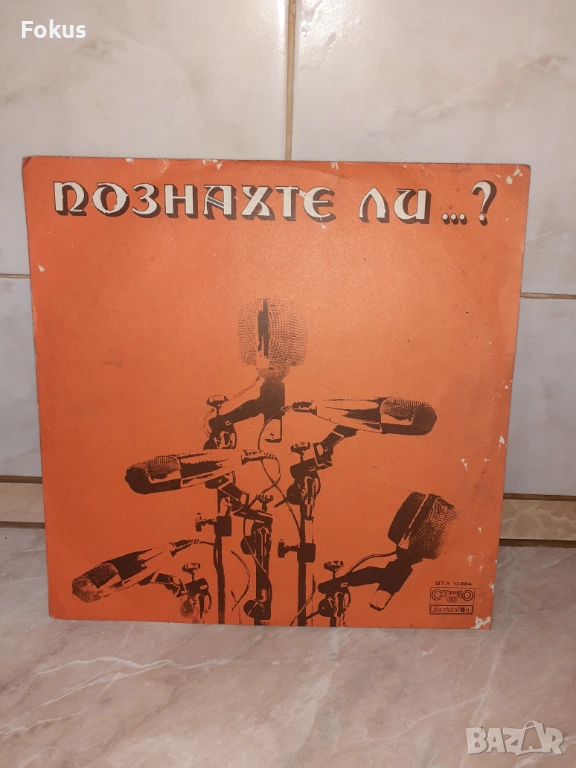 Fokus
ПОЗНАХТЕ ЛИ...?
ВТА 10864
СТЕРЕО
Балкантон
BAZAR